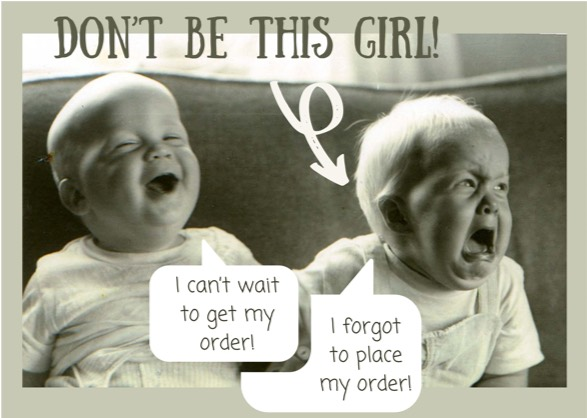 DON'T BE THIS GIRL!
I can't wait
to get my
order!
I forgot
to place
my order!